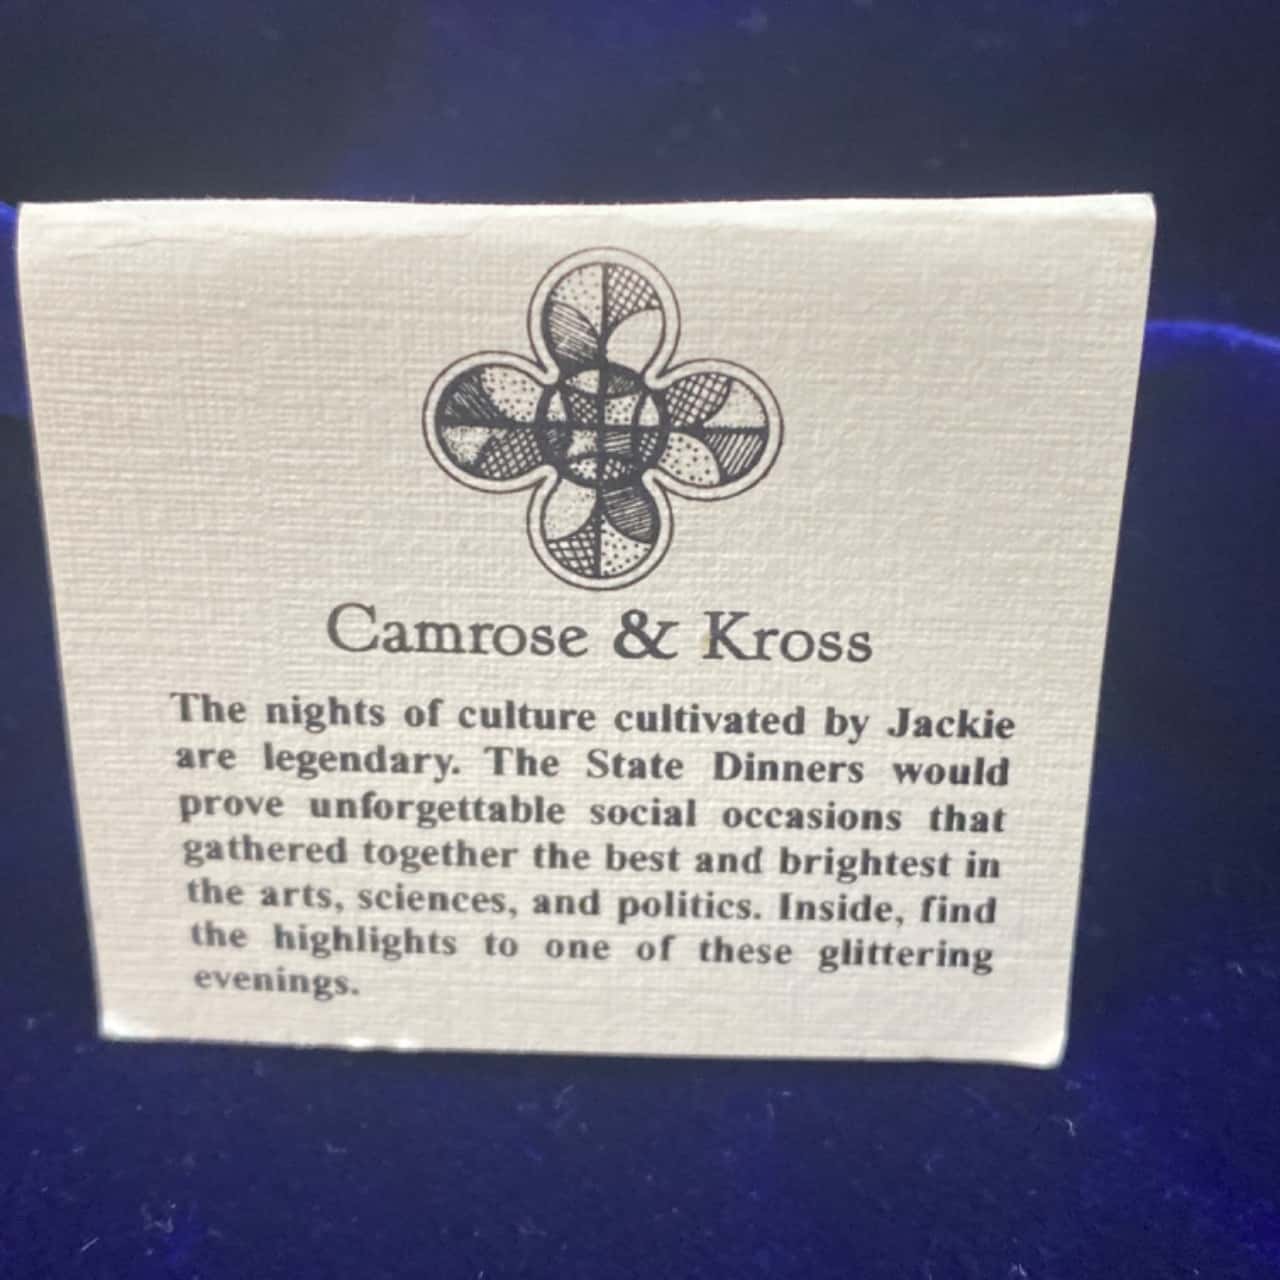 Camrose & Kross
The nights of culture cultivated by Jackie
are legendary. The State Dinners would
prove unforgettable social occasions that
gathered together the best and brightest in
the arts, sciences, and politics. Inside, find
the highlights to one of these glittering
evenings.